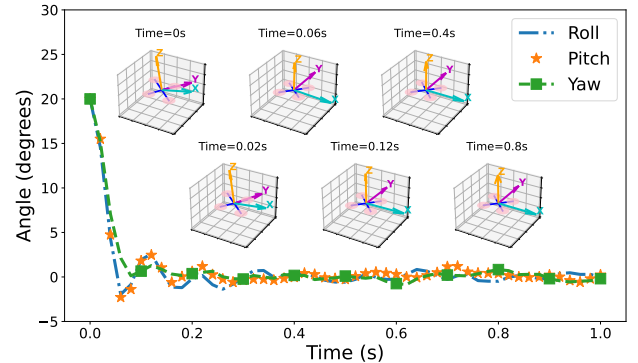 30
25
20
15
10
5
0
−5
Angle (degrees)
0.0 0.2 0.4 0.6 0.8 1.0
Time (s)
Roll
Pitch
Yaw
Time=0s Time=0.06s Time=0.4s
Z Y X
Z Y X
Z Y X
Time=0.02s Time=0.12s Time=0.8s
Z Y X
Z Y X
Z Y X